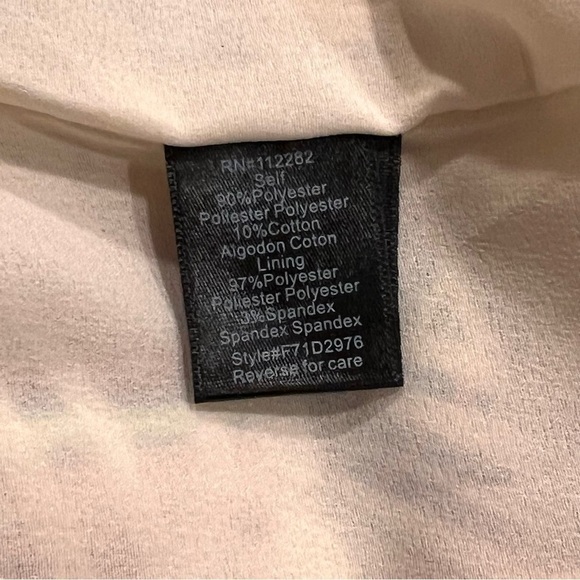 RN#112282
Self
90%Polyester
Poliester Polyester
10%Cotton
Algodon Coton
Lining
97%Polyester
Poliester Polyester
3%Spandex
Spandex Spandex
Style#F71D2976
Reverse for care